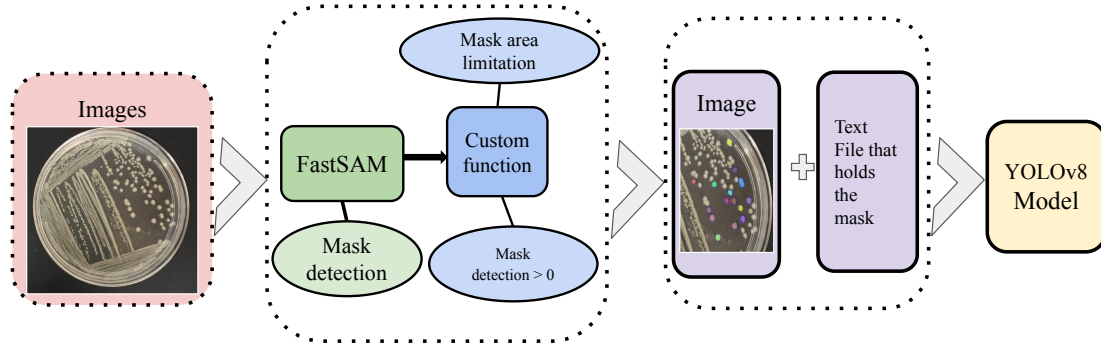 Images
FastSAM
Mask
detection
Mask area
limitation
Custom
function
Mask
detection > 0
Image
Text
File that
holds
the
mask
YOLOv8
Model